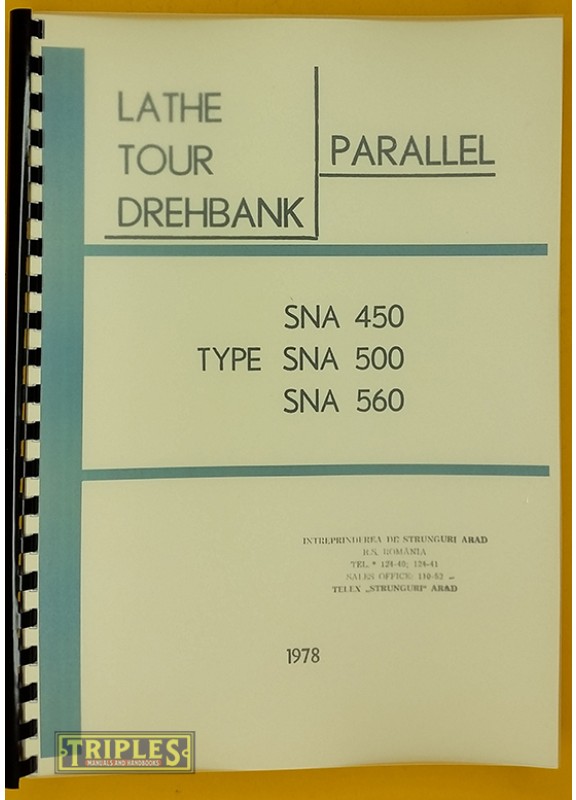 LATHE
TOUR
DREHBANK
PARALLEL
SNA 450
TYPE SNA 500
SNA 560
INTREPRINDEREA DE STRUNGURI ARAD
R.S. ROMÂNIA
TEL. * 124-40; 124-41
SALES OFFICE: 110-52 -
TELEX „STRUNGURI" ARAD
1978
TRIPLES
MANUALS AND HANDBOOKS